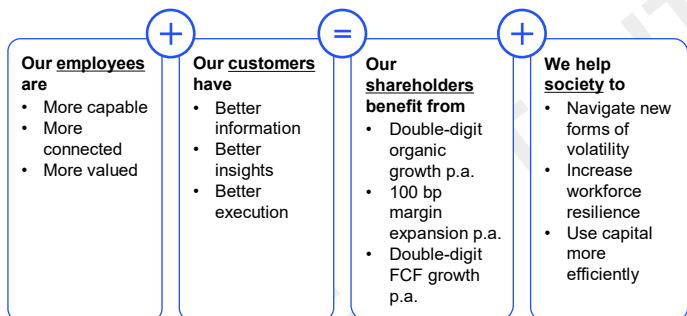 +
=
+
Our employees
are
• More capable
• More
connected
• More valued
Our customers
have
• Better
information
• Better
insights
• Better
execution
Our
shareholders
benefit from
• Double-digit
organic
growth p.a.
• 100 bp
margin
expansion p.a.
• Double-digit
FCF growth
p.a.
We help
society to
• Navigate new
forms of
volatility
• Increase
workforce
resilience
• Use capital
more
efficiently